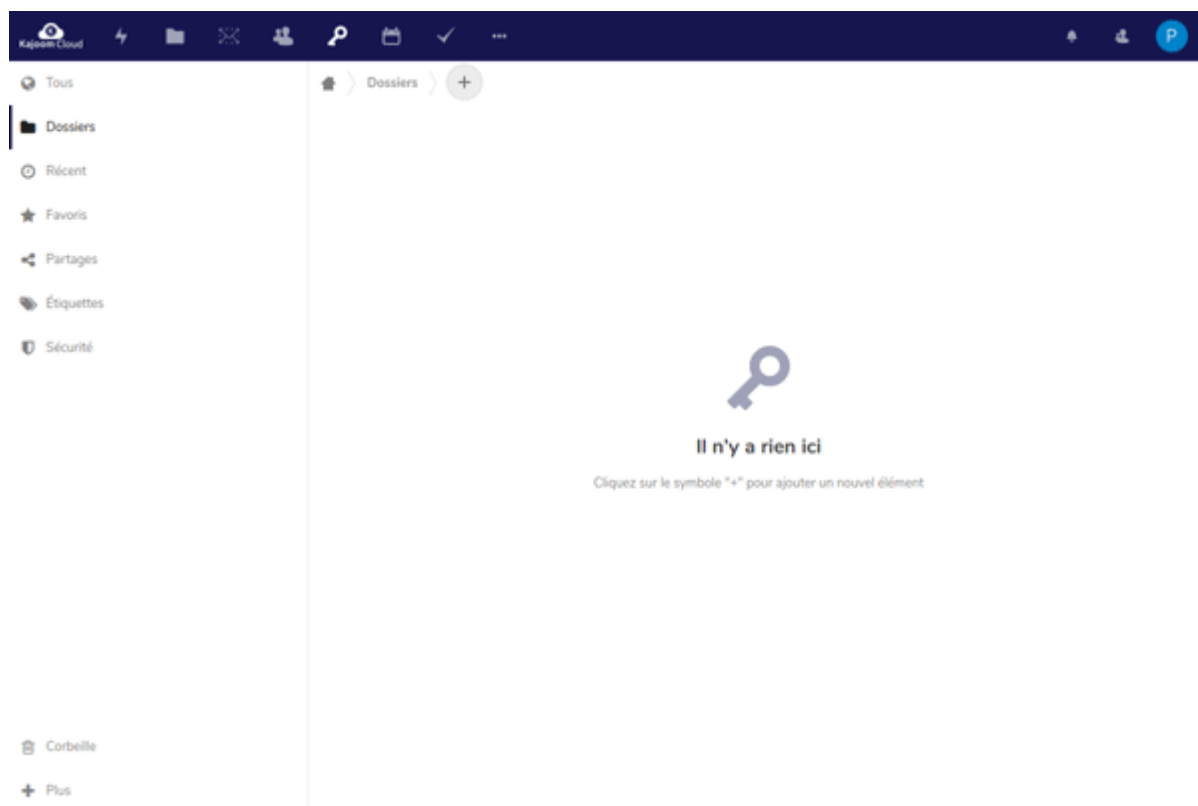 Kajoom Cloud
P
Tous
Dossiers
Dossiers
Récent
Favoris
Partages
Étiquettes
Sécurité
Il n'y a rien ici
Cliquez sur le symbole "+" pour ajouter un nouvel élément
Corbeille
Plus